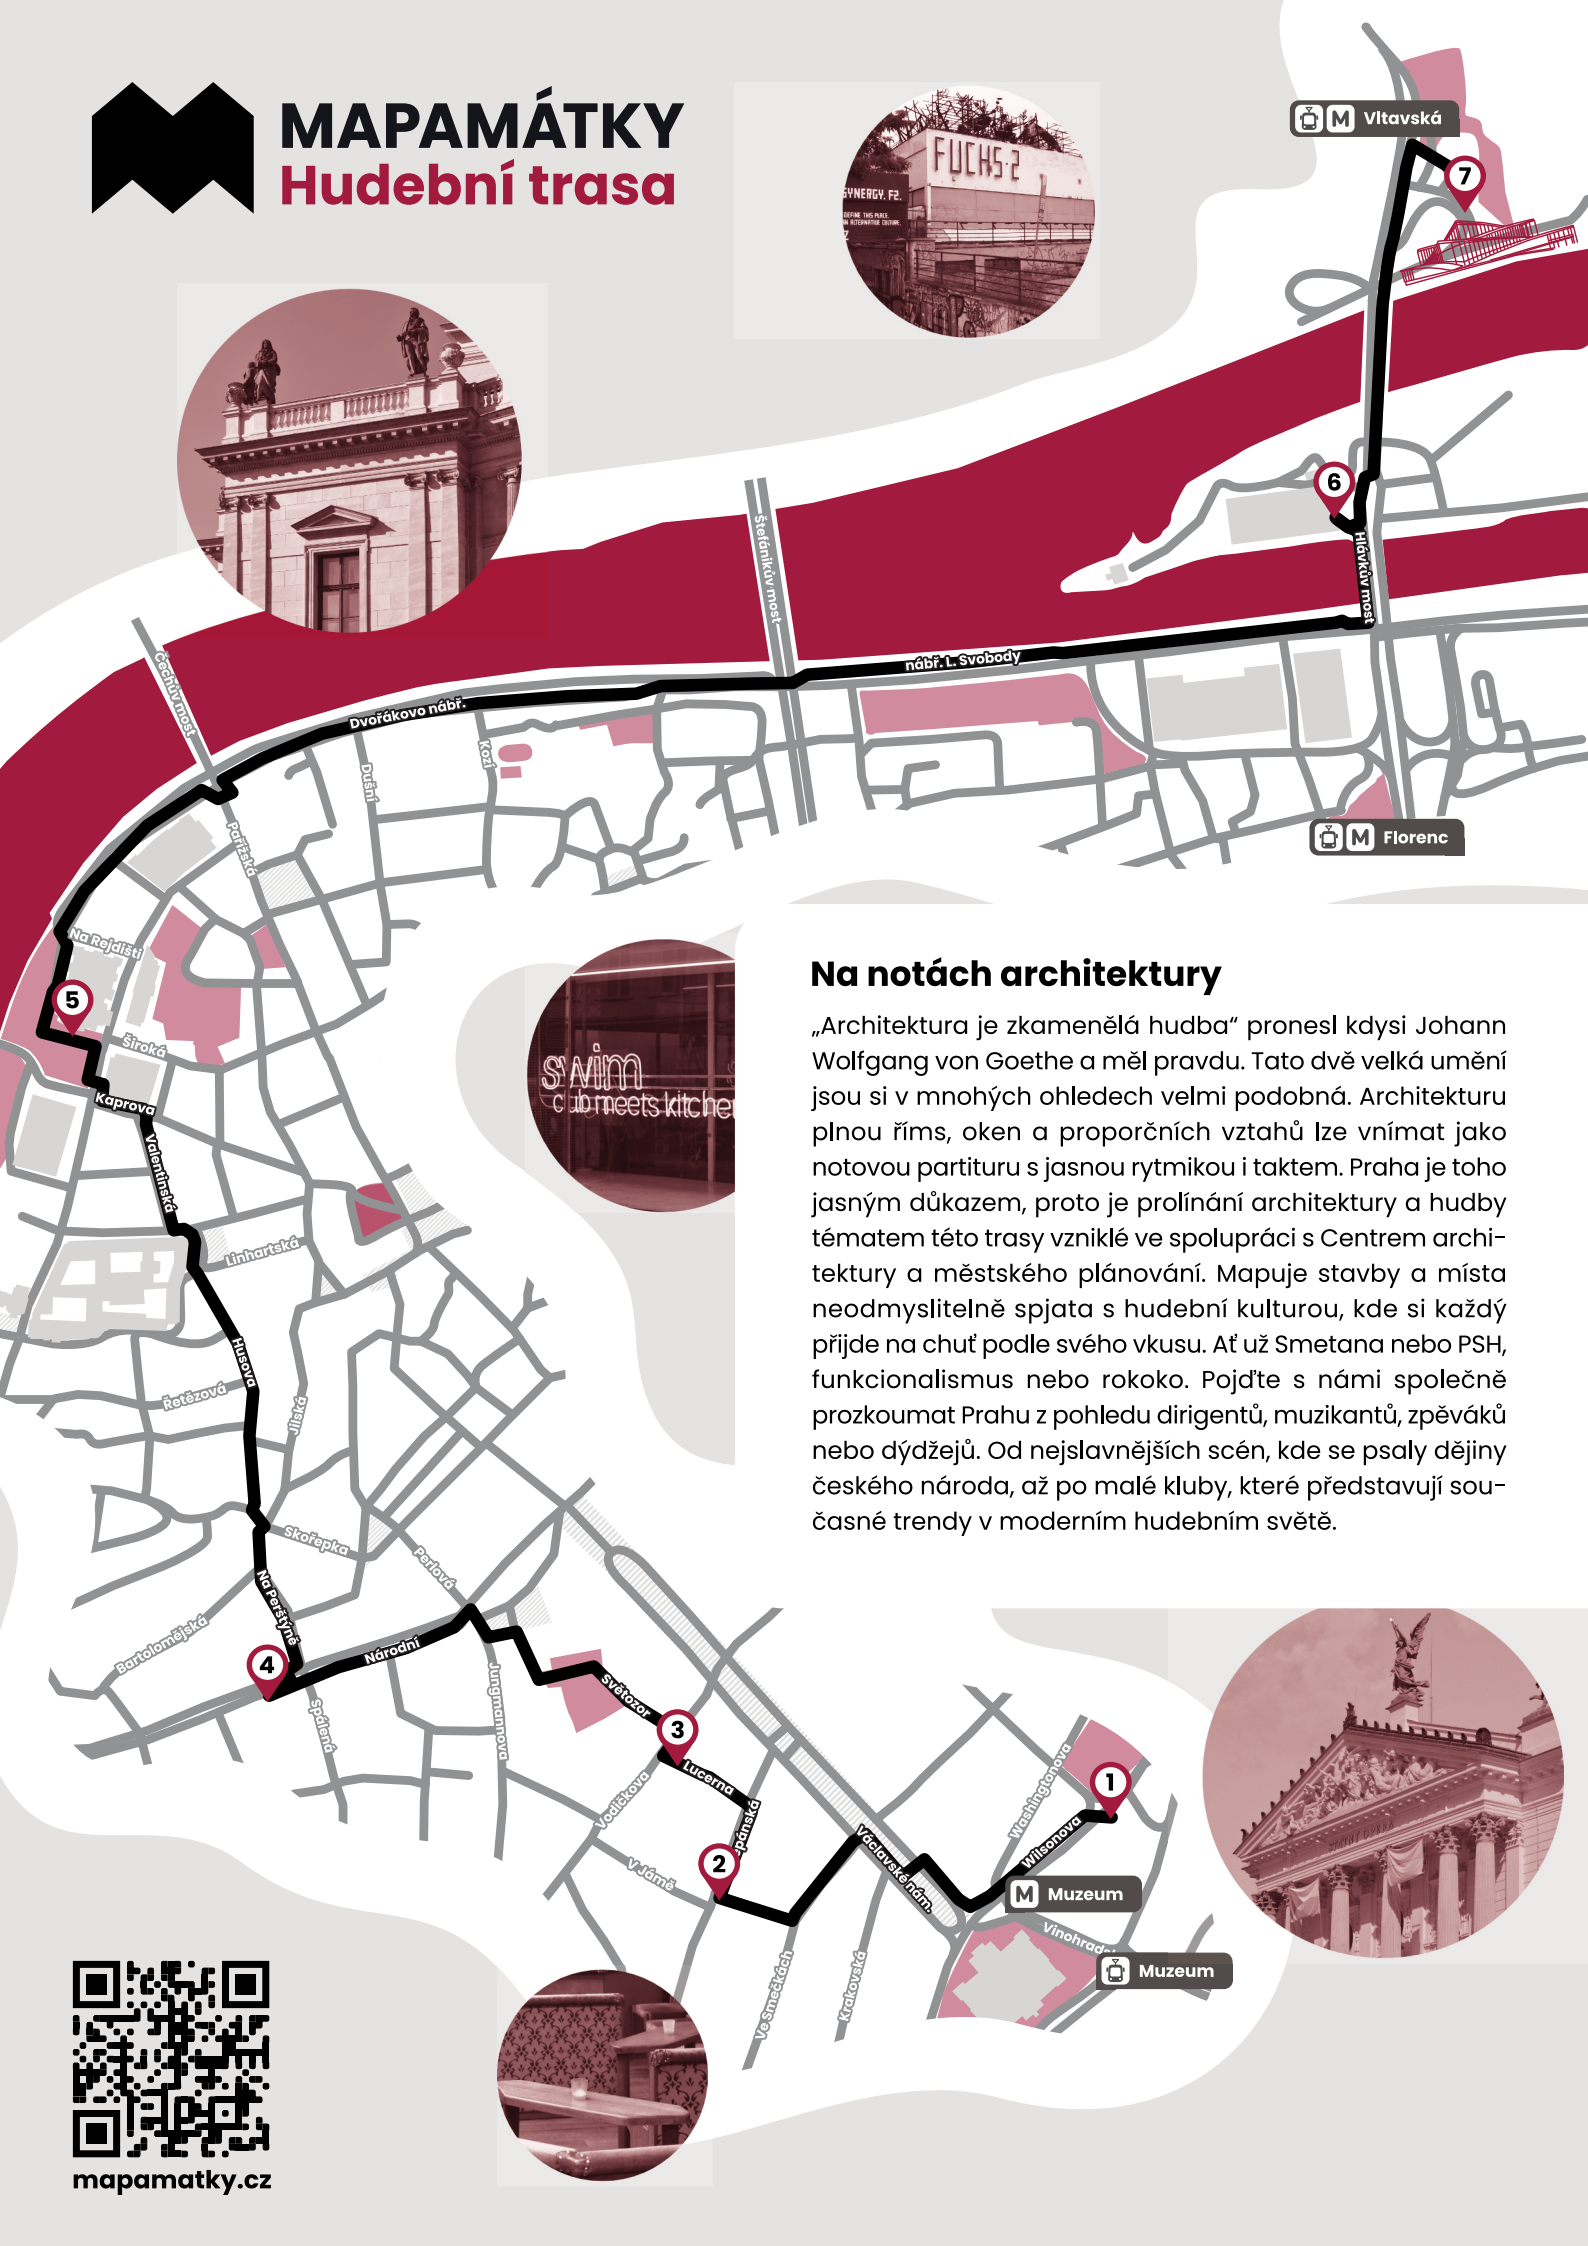 MAPAMÁTKY
Hudební trasa
FUCHS·2
SYNERGY. F2.
Vltavská
7
6
Hlávkův most
Štefánikův most
nábř. L. Svobody
Čechův most
Dvořákovo nábř.
Kozí
Dušní
Pařížská
Florenc
Na Rejdišti
5
Široká
Kaprova
Valentinská
Linhartská
Husova
Řetězová
Jilská
swim
club meets kitchen
Na notách architektury
„Architektura je zkamenělá hudba“ pronesl kdysi Johann
Wolfgang von Goethe a měl pravdu. Tato dvě velká umění
jsou si v mnohých ohledech velmi podobná. Architekturu
plnou říms, oken a proporčních vztahů lze vnímat jako
notovou partituru s jasnou rytmikou i taktem. Praha je toho
jasným důkazem, proto je prolínání architektury a hudby
tématem této trasy vzniklé ve spolupráci s Centrem archi-
tektury a městského plánování. Mapuje stavby a místa
neodmyslitelně spjata s hudební kulturou, kde si každý
přijde na chuť podle svého vkusu. Ať už Smetana nebo PSH,
funkcionalismus nebo rokoko. Pojďte s námi společně
prozkoumat Prahu z pohledu dirigentů, muzikantů, zpěváků
nebo dýdžejů. Od nejslavnějších scén, kde se psaly dějiny
českého národa, až po malé kluby, které představují sou-
časné trendy v moderním hudebním světě.
Skořepka
Perlová
Na Perštýně
Bartolomějská
4
Národní
Spálená
Jungmannova
Světozor
3
Lucerna
Vodičkova
V Jámě
2
pánská
Václavské nám.
Washingtonova
1
Wilsonova
Muzeum
Vinohrads
Muzeum
Ve Smečkách
Krakovská
STÁTNÍ OPERA
mapamatky.cz